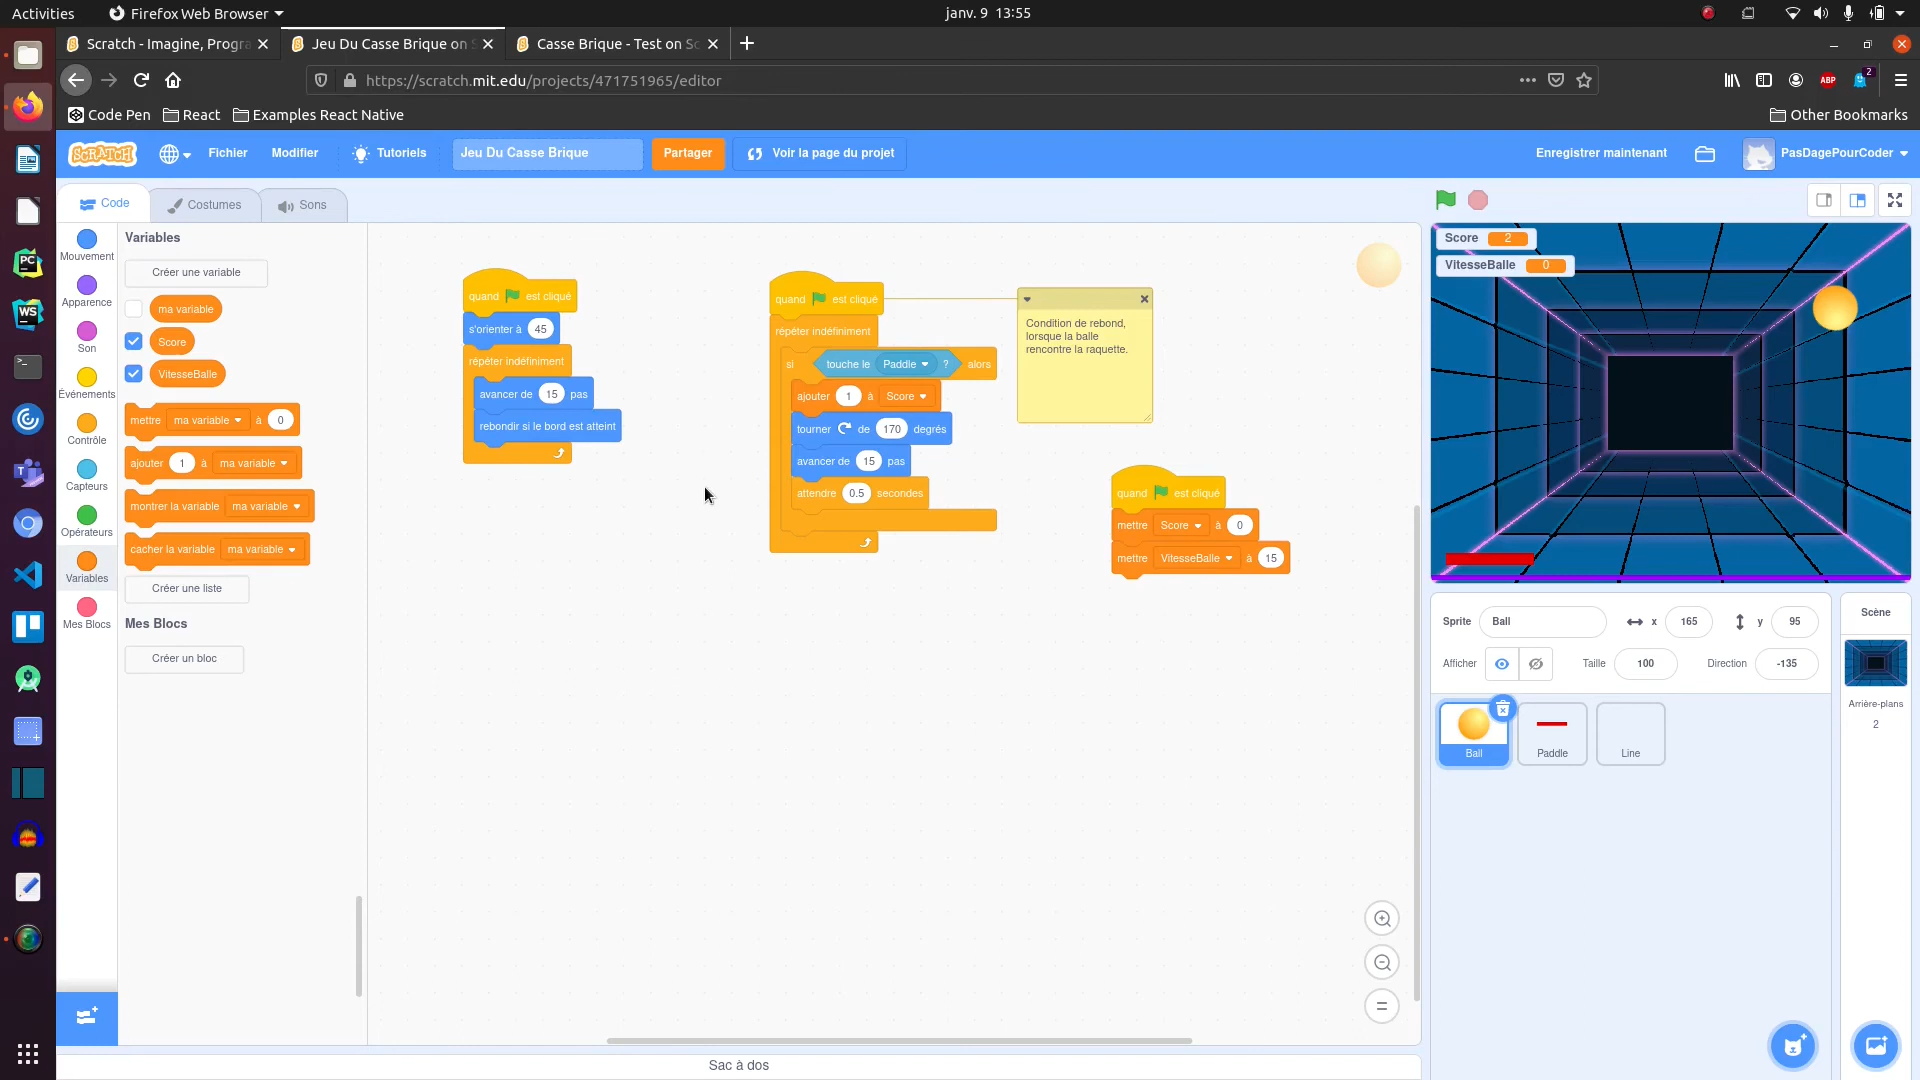 Activities
Firefox Web Browser
janv. 9 13:55
Scratch - Imagine, Progra
Jeu Du Casse Brique on S
Casse Brique - Test on Sc
https://scratch.mit.edu/projects/471751965/editor
ABP
2
Code Pen
React
Examples React Native
Other Bookmarks
SCRATCH
Fichier
Modifier
Tutoriels
Jeu Du Casse Brique
Partager
Voir la page du projet
Enregistrer maintenant
PasDagePourCoder
Code
Costumes
Sons
Mouvement
Apparence
Son
Événements
Contrôle
Capteurs
Opérateurs
Variables
Mes Blocs
Variables
Créer une variable
ma variable
Score
VitesseBalle
mettre ma variable à 0
ajouter 1 à ma variable
montrer la variable ma variable
cacher la variable ma variable
Créer une liste
Mes Blocs
Créer un bloc
quand est cliqué
s'orienter à 45
répéter indéfiniment
avancer de 15 pas
rebondir si le bord est atteint
quand est cliqué
répéter indéfiniment
si touche le Paddle ? alors
ajouter 1 à Score
tourner de 170 degrés
avancer de 15 pas
attendre 0.5 secondes
Condition de rebond,
lorsque la balle
rencontre la raquette.
quand est cliqué
mettre Score à 0
mettre VitesseBalle à 15
Score 2
VitesseBalle 0
Sprite Ball x 165 y 95
Afficher Taille 100 Direction -135
Ball
Paddle
Line
Scène
Arrière-plans
2
Sac à dos
PC
WS